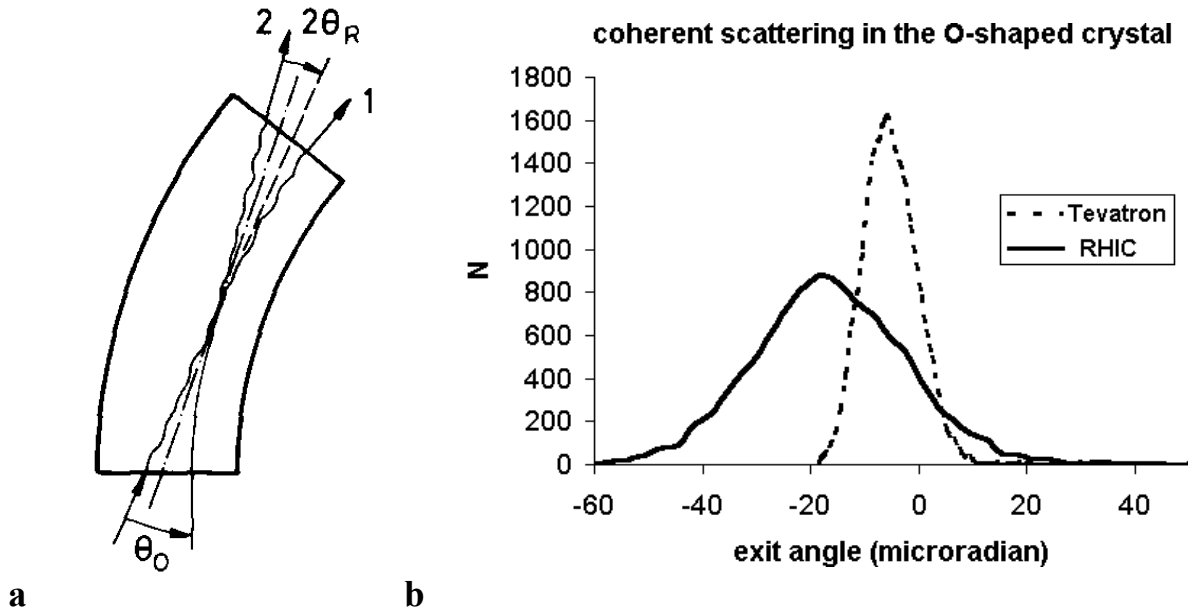 2
2θR
1
θO
a
coherent scattering in the O-shaped crystal
1800
1600
1400
1200
1000
800
600
400
200
0
N
Tevatron
RHIC
-60 -40 -20 0 20 40
exit angle (microradian)
b